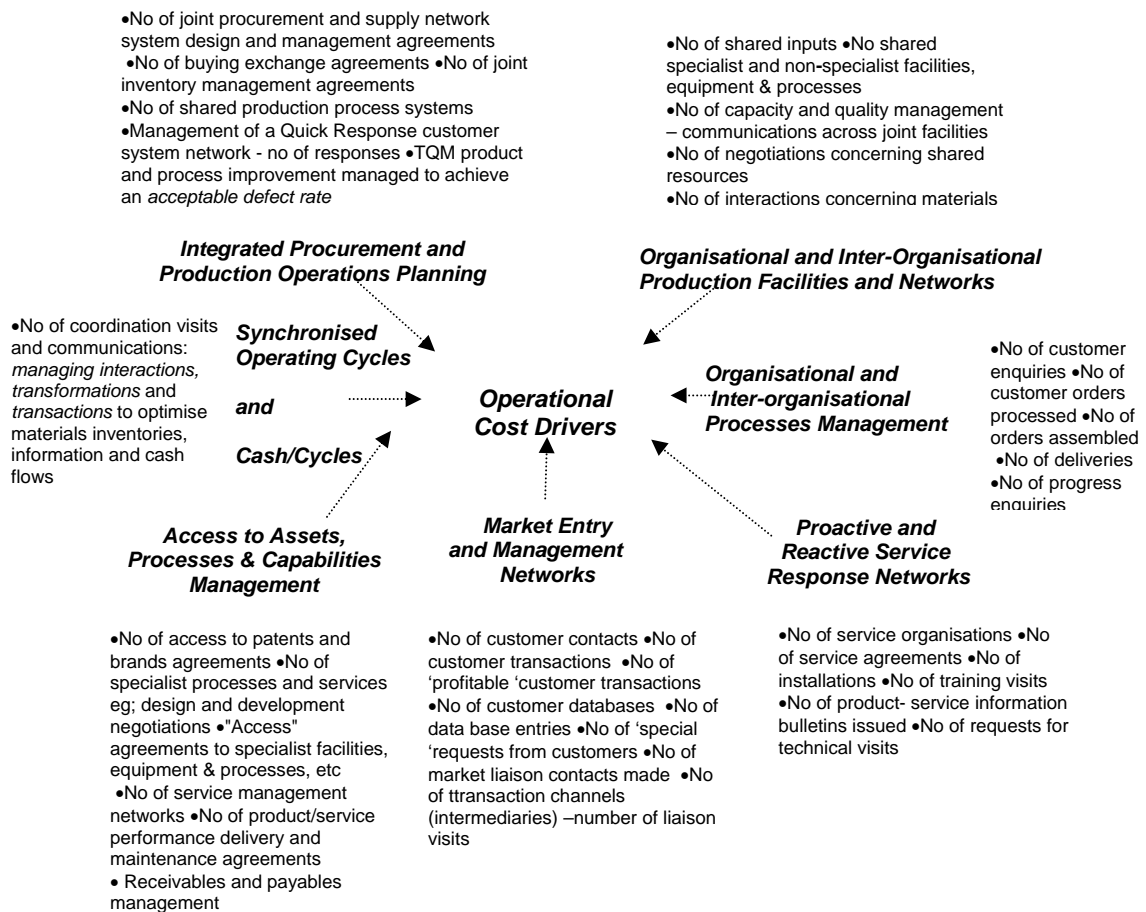 •No of joint procurement and supply network
system design and management agreements
•No of buying exchange agreements •No of joint
inventory management agreements
•No of shared production process systems
•Management of a Quick Response customer
system network - no of responses •TQM product
and process improvement managed to achieve
an acceptable defect rate
•No of shared inputs •No shared
specialist and non-specialist facilities,
equipment & processes
•No of capacity and quality management
– communications across joint facilities
•No of negotiations concerning shared
resources
•No of interactions concerning materials
Integrated Procurement and
Production Operations Planning
Organisational and Inter-Organisational
Production Facilities and Networks
•No of coordination visits
and communications:
managing interactions,
transformations and
transactions to optimise
materials inventories,
information and cash
flows
Synchronised
Operating Cycles
and
Cash/Cycles
Operational
Cost Drivers
Organisational and
Inter-organisational
Processes Management
•No of customer
enquiries •No of
customer orders
processed •No of
orders assembled
•No of deliveries
•No of progress
enquiries
Access to Assets,
Processes & Capabilities
Management
Market Entry
and Management
Networks
Proactive and
Reactive Service
Response Networks
•No of access to patents and
brands agreements •No of
specialist processes and services
eg; design and development
negotiations •"Access"
agreements to specialist facilities,
equipment & processes, etc
•No of service management
networks •No of product/service
performance delivery and
maintenance agreements
• Receivables and payables
management
•No of customer contacts •No of
customer transactions •No of
‘profitable ‘customer transactions
•No of customer databases •No of
data base entries •No of ‘special
‘requests from customers •No of
market liaison contacts made •No
of ttransaction channels
(intermediaries) –number of liaison
visits
•No of service organisations •No
of service agreements •No of
installations •No of training visits
•No of product- service information
bulletins issued •No of requests for
technical visits